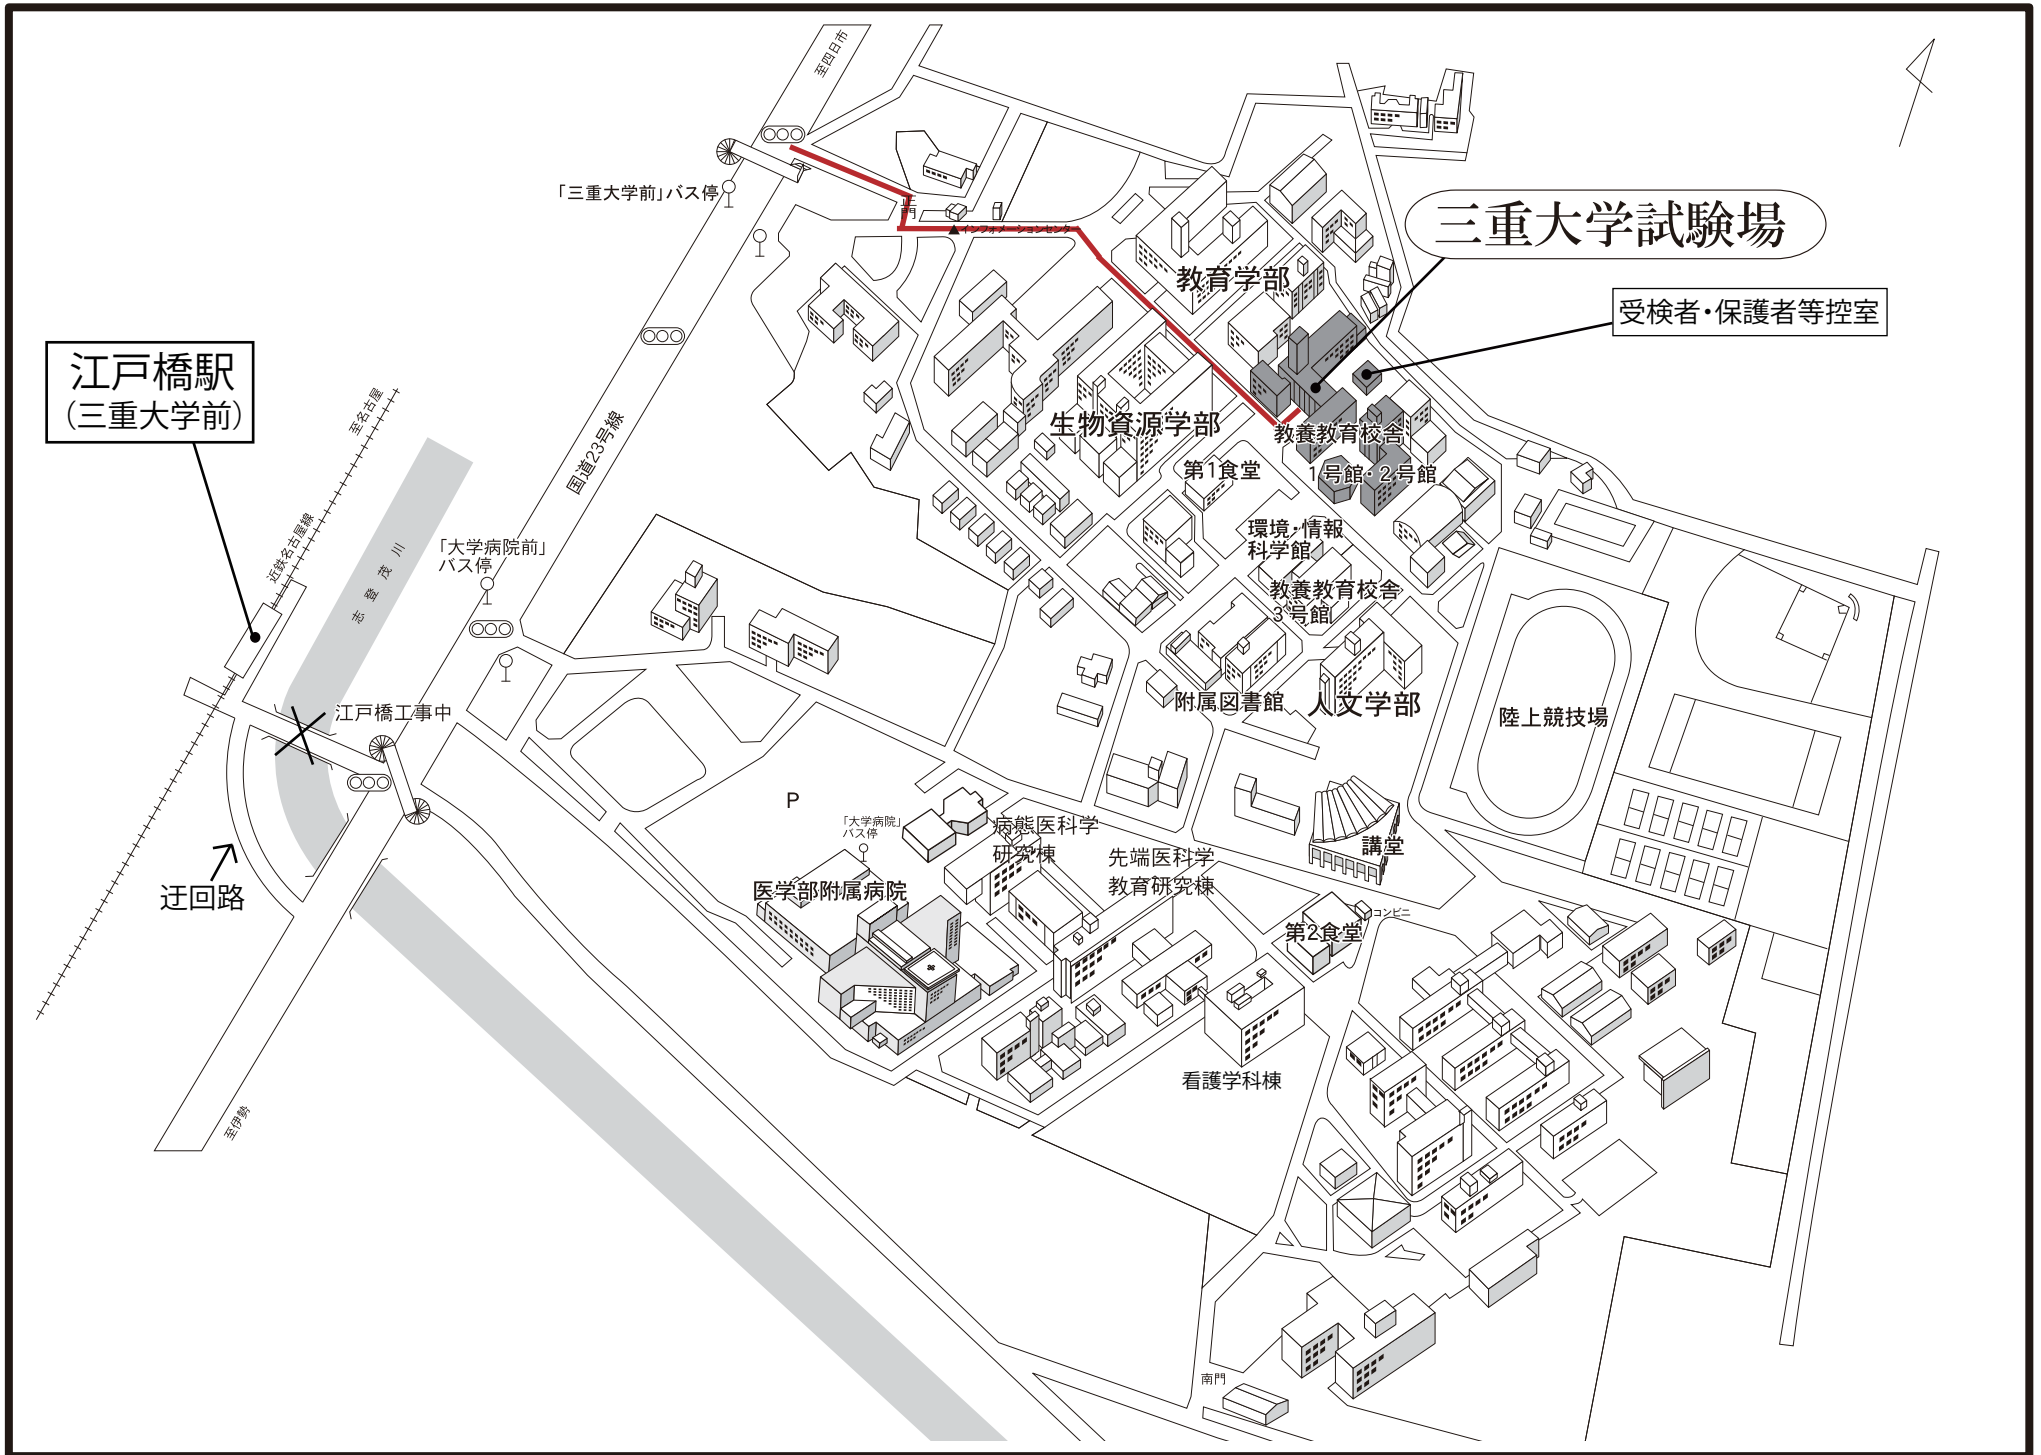 至四日市
「三重大学前」バス停
正門
▲インフォメーションセンター
三重大学試験場
教育学部
受検者・保護者等控室
江戸橋駅
（三重大学前）
至名古屋
国道23号線
生物資源学部
教養教育校舎
1号館・2号館
第1食堂
近鉄名古屋線
志登茂川
「大学病院前」
バス停
環境・情報
科学館
教養教育校舎
3号館
附属図書館
人文学部
陸上競技場
江戸橋工事中
P
「大学病院」
バス停
病態医科学
研究棟
先端医科学
教育研究棟
講堂
迂回路
医学部附属病院
コンビニ
第2食堂
看護学科棟
至伊勢
南門